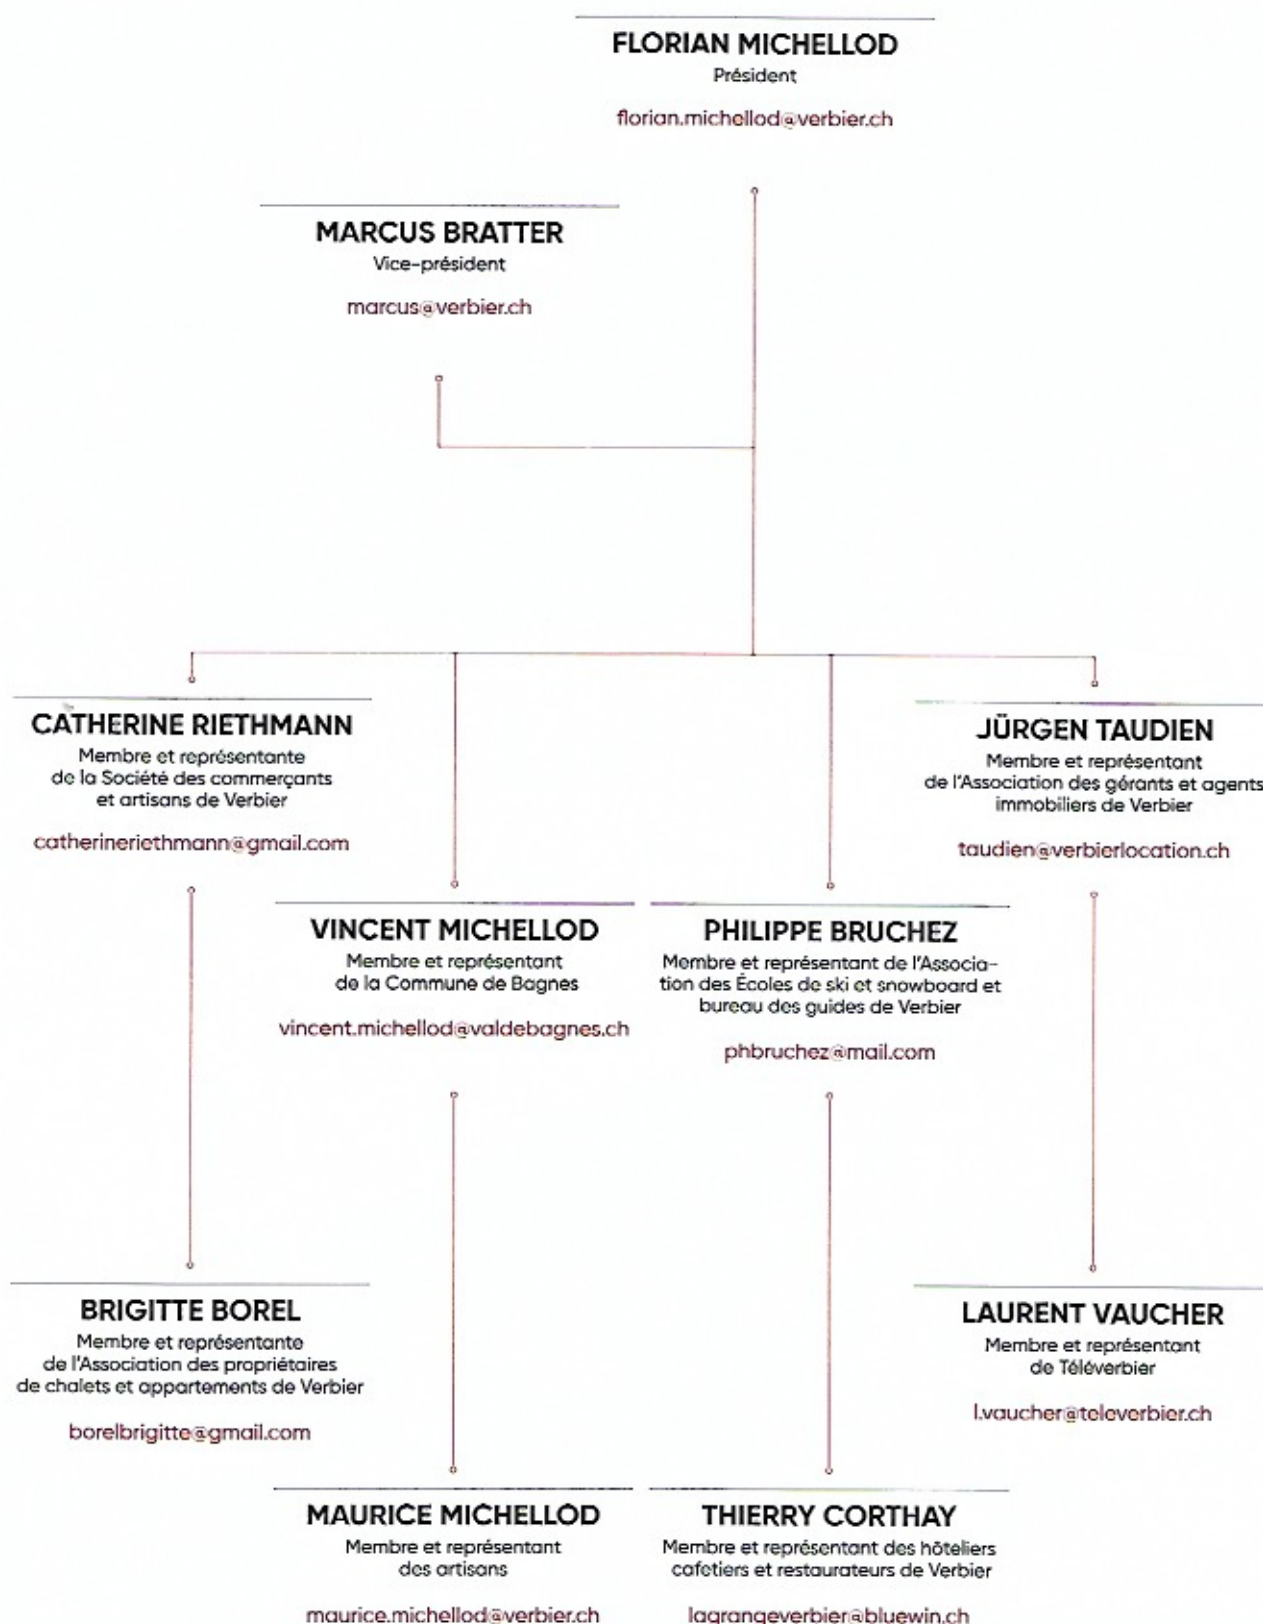 FLORIAN MICHELLOD
Président
florian.michellod@verbier.ch
MARCUS BRATTER
Vice-président
marcus@verbier.ch
CATHERINE RIETHMANN
Membre et représentante
de la Société des commerçants
et artisans de Verbier
catherineriethmann@gmail.com
JÜRGEN TAUDIEN
Membre et représentant
de l'Association des gérants et agents
immobiliers de Verbier
taudien@verbierlocation.ch
VINCENT MICHELLOD
Membre et représentant
de la Commune de Bagnes
vincent.michellod@valdebagnes.ch
PHILIPPE BRUCHEZ
Membre et représentant de l'Associa-
tion des Écoles de ski et snowboard et
bureau des guides de Verbier
phbruchez@mail.com
BRIGITTE BOREL
Membre et représentante
de l'Association des propriétaires
de chalets et appartements de Verbier
borelbrigitte@gmail.com
LAURENT VAUCHER
Membre et représentant
de Téléverbier
l.vaucher@televerbier.ch
MAURICE MICHELLOD
Membre et représentant
des artisans
maurice.michellod@verbier.ch
THIERRY CORTHAY
Membre et représentant des hôteliers
cafetiers et restaurateurs de Verbier
lagrangeverbier@bluewin.ch